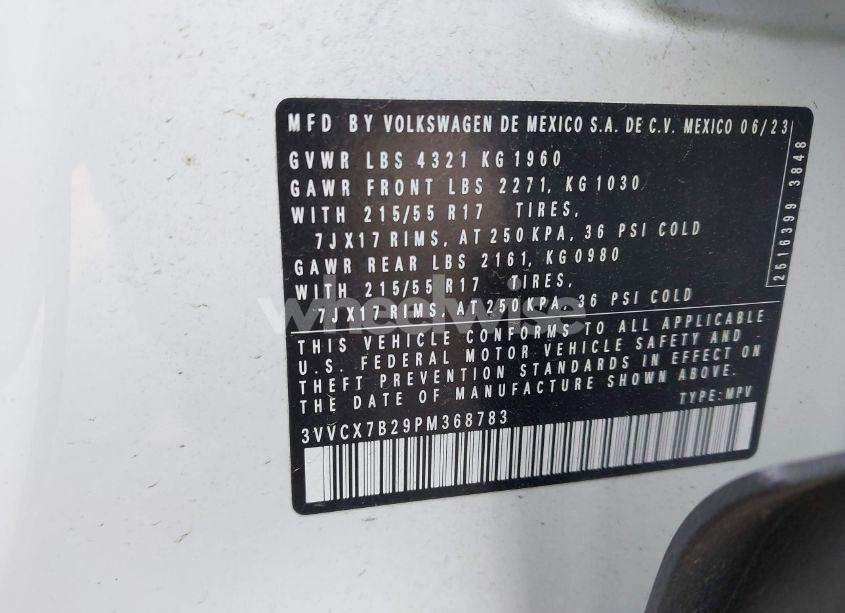 MFD BY VOLKSWAGEN DE MEXICO S.A. DE C.V. MEXICO 06/23
GVWR LBS 4321 KG 1960
GAWR FRONT LBS 2271, KG 1030
WITH 215/55 R17 TIRES,
7JX17 RIMS, AT 250 KPA, 36 PSI COLD
GAWR REAR LBS 2161, KG 0980
WITH 215/55 R17 TIRES,
7JX17 RIMS, AT 250 KPA, 36 PSI COLD
THIS VEHICLE CONFORMS TO ALL APPLICABLE
U.S. FEDERAL MOTOR VEHICLE SAFETY AND
THEFT PREVENTION STANDARDS IN EFFECT ON
THE DATE OF MANUFACTURE SHOWN ABOVE.
TYPE: MPV
3VVCX7B29PM368783
2516399 3848
wheelwise